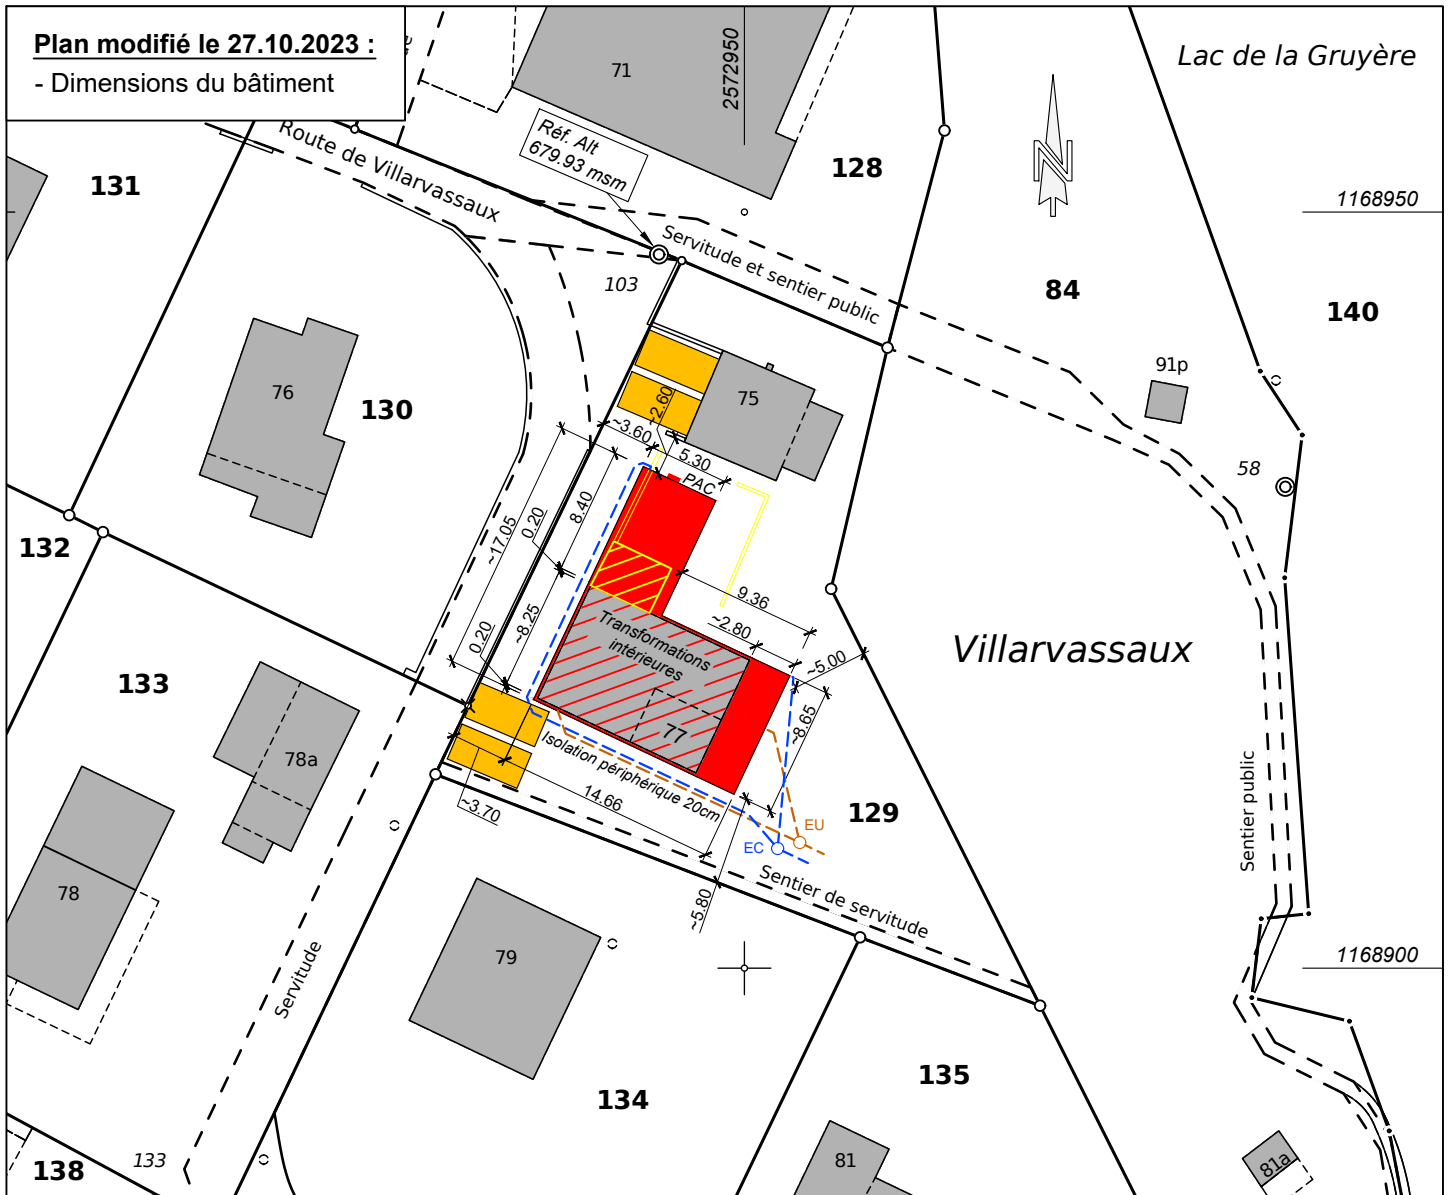 Plan modifié le 27.10.2023 :
- Dimensions du bâtiment
71
2572950
Lac de la Gruyère
Réf. Alt
679.93 msm
Route de Villarvassaux
131
128
1168950
Servitude et sentier public
103
84
140
91p
76
130
75
~2.60
~3.60
5.30
PAC
58
132
~17.05
0.20
8.40
9.36
~8.25
~2.80
Transformations
intérieures
0.20
~5.00
Villarvassaux
133
77
~8.65
78a
Isolation périphérique 20cm
14.66
~3.70
129
EU
EC
Sentier public
78
Sentier de servitude
~5.80
79
Servitude
1168900
134
135
138
133
81
81a